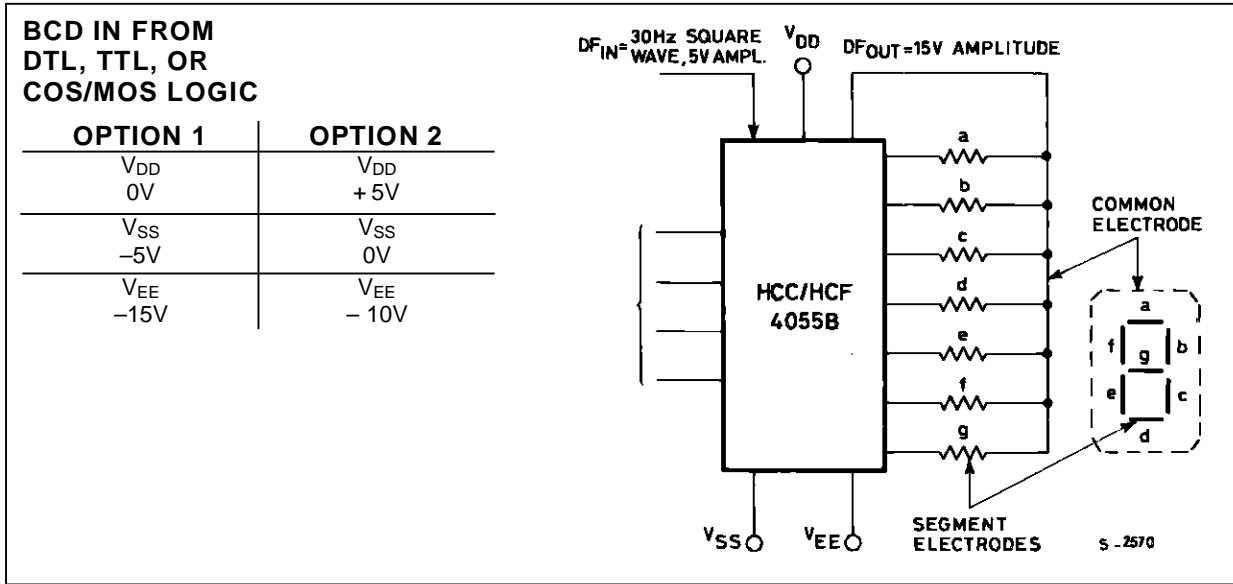 BCD IN FROM
DTL, TTL, OR
COS/MOS LOGIC
OPTION 1 OPTION 2
VDD VDD
0V + 5V
VSS VSS
–5V 0V
VEE VEE
–15V – 10V
DFIN= 30Hz SQUARE
WAVE, 5V AMPL.
VDD
DFOUT=15V AMPLITUDE
a
b
c
d
e
f
g
HCC/HCF
4055B
COMMON
ELECTRODE
a
f g b
e c
d
VSS VEE
SEGMENT
ELECTRODES
S-2570